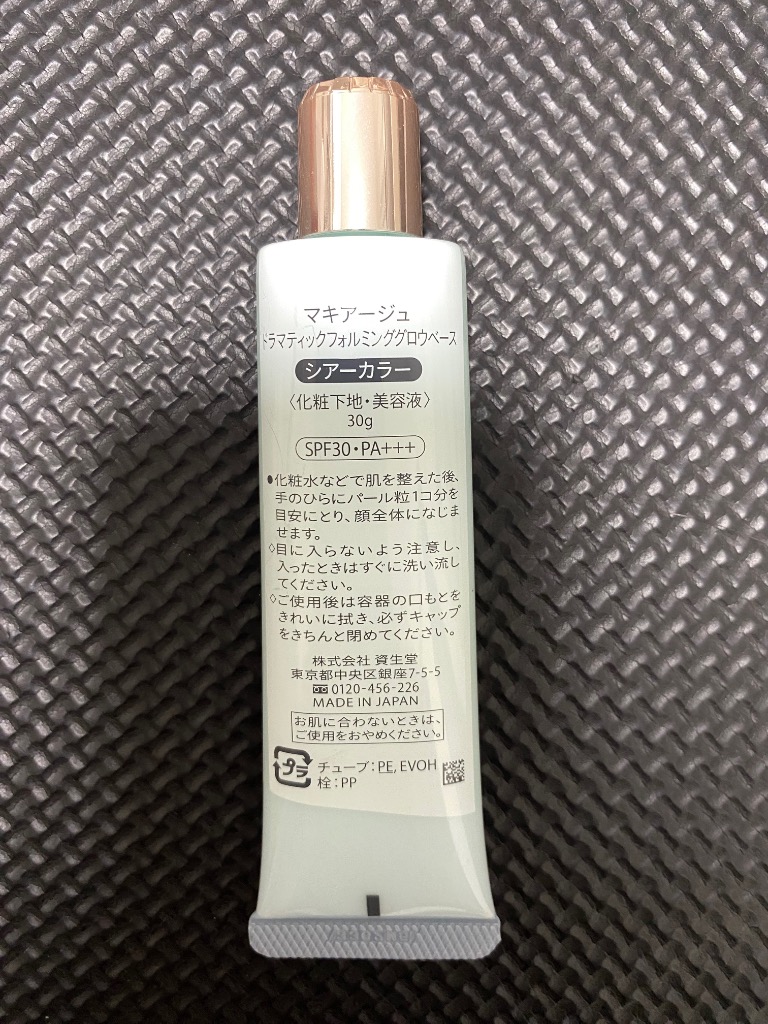 マキアージュ
ドラマティックフォルミンググロウベース
シアーカラー
〈化粧下地・美容液〉
30g
SPF30・PA+++
●化粧水などで肌を整えた後、
手のひらにパール粒1コ分を
目安にとり、顔全体になじま
せます。
◇目に入らないよう注意し、
入ったときはすぐに洗い流し
てください。
◇ご使用後は容器の口もとを
きれいに拭き、必ずキャップ
をきちんと閉めてください。
株式会社 資生堂
東京都中央区銀座7-5-5
0120-456-226
MADE IN JAPAN
お肌に合わないときは、
ご使用をおやめください。
プラ
チューブ:PE, EVOH
栓:PP